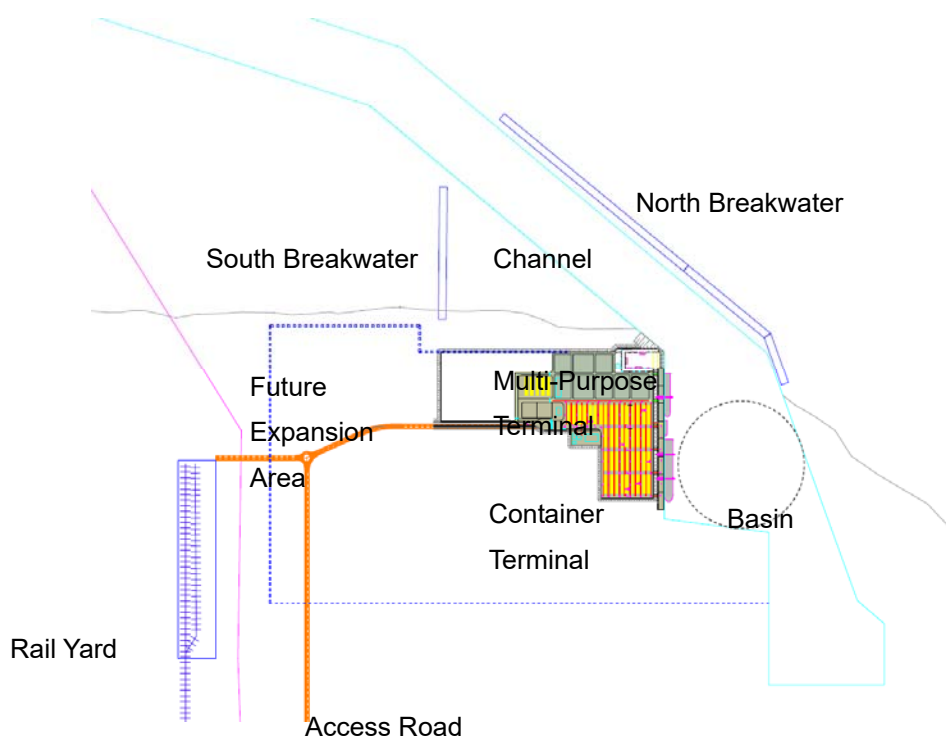 North Breakwater
South Breakwater
Channel
Future
Expansion
Area
Multi-Purpose
Terminal
Container
Terminal
Basin
Rail Yard
Access Road